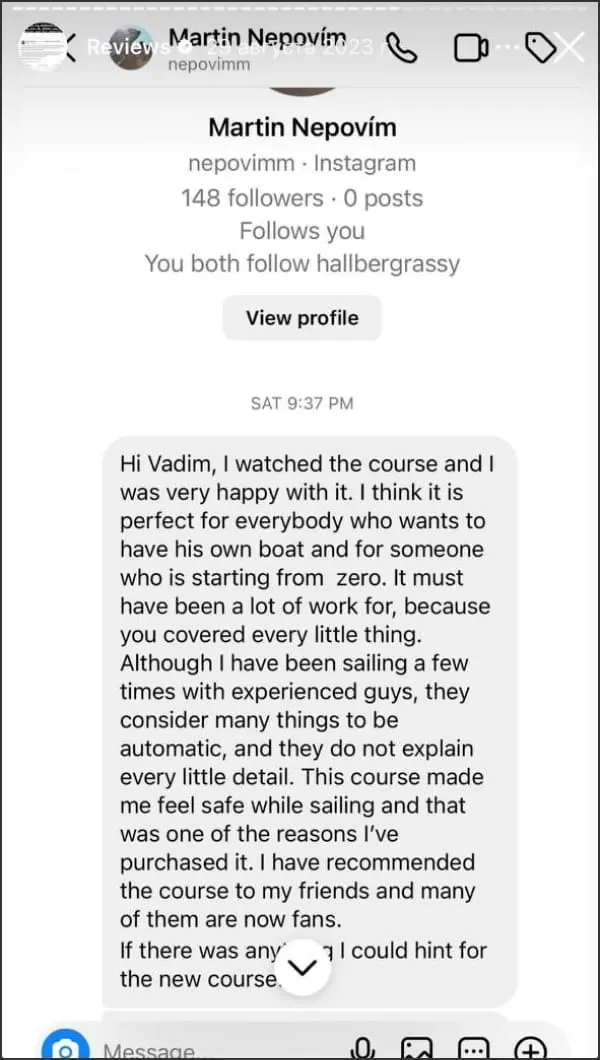 Reviews 29 августа 2023 г
Martin Nepovím
nepovimm
Martin Nepovím
nepovimm · Instagram
148 followers · 0 posts
Follows you
You both follow hallbergrassy
View profile
SAT 9:37 PM
Hi Vadim, I watched the course and I
was very happy with it. I think it is
perfect for everybody who wants to
have his own boat and for someone
who is starting from  zero. It must
have been a lot of work for, because
you covered every little thing.
Although I have been sailing a few
times with experienced guys, they
consider many things to be
automatic, and they do not explain
every little detail. This course made
me feel safe while sailing and that
was one of the reasons I've
purchased it. I have recommended
the course to my friends and many
of them are now fans.
If there was I could hint for
the new course
Message...